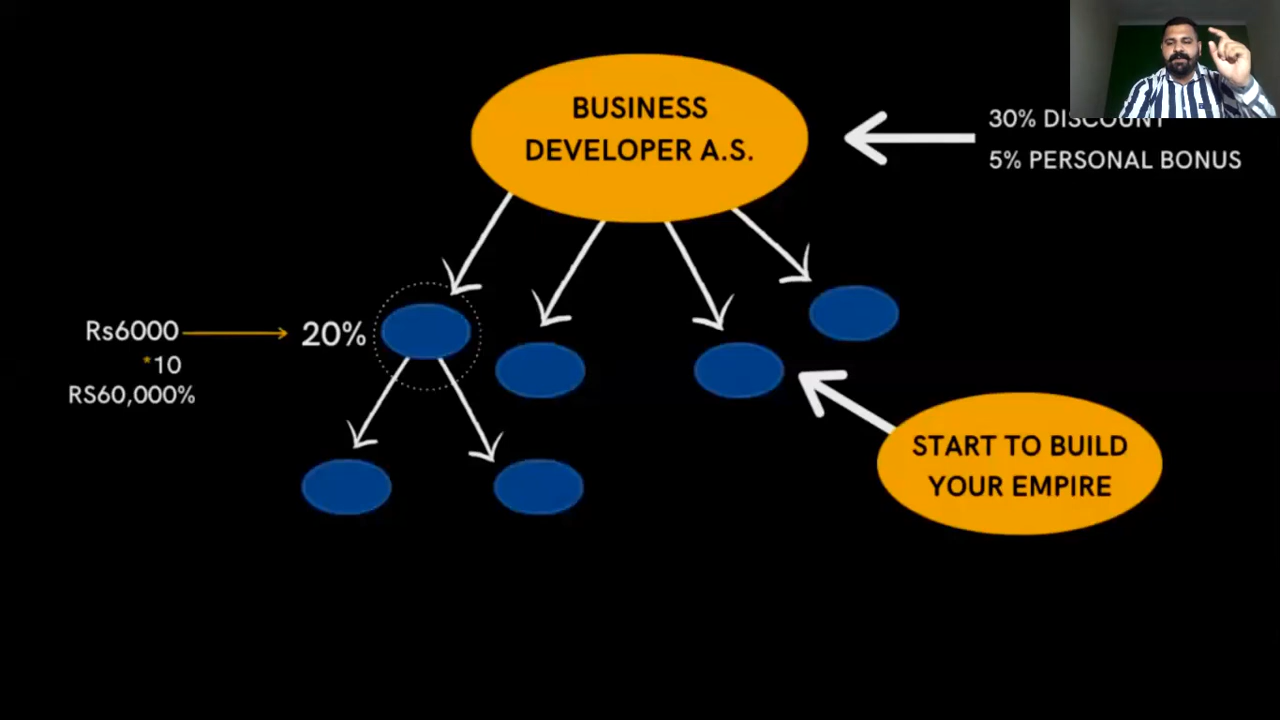 BUSINESS
DEVELOPER A.S.
30% DISCOUNT
5% PERSONAL BONUS
Rs6000
20%
*10
RS60,000%
START TO BUILD
YOUR EMPIRE